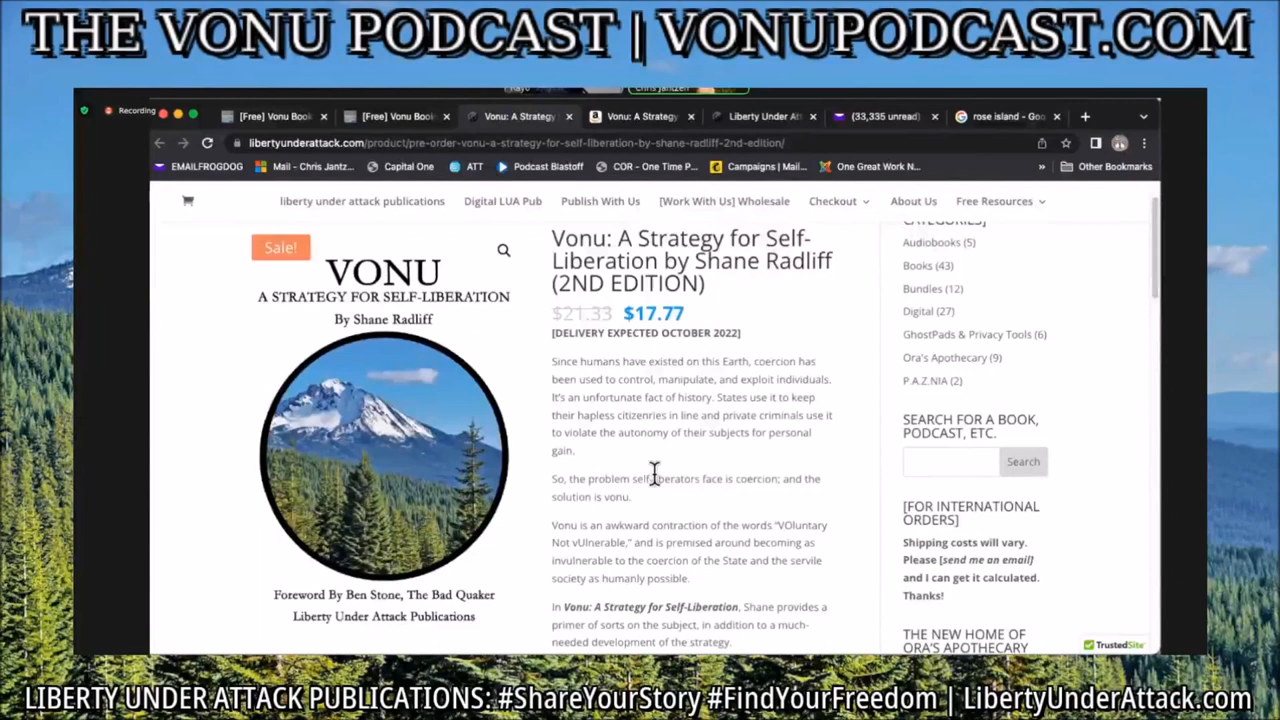 THE VONU PODCAST | VONUPODCAST.COM
Chris Jantzen
Recording
[Free] Vonu Book
[Free] Vonu Book
Vonu: A Strategy
Vonu: A Strategy
Liberty Under At
(33,335 unread)
rose island - Goo
libertyunderattack.com/product/pre-order-vonu-a-strategy-for-self-liberation-by-shane-radliff-2nd-edition/
EMAILFROGDOG
Mail - Chris Jantz...
Capital One
ATT
Podcast Blastoff
COR - One Time P...
Campaigns | Mail...
One Great Work N...
»
Other Bookmarks
liberty under attack publications
Digital LUA Pub
Publish With Us
[Work With Us] Wholesale
Checkout
About Us
Free Resources
Sale!
VONU
A STRATEGY FOR SELF-LIBERATION
By Shane Radliff
Foreword By Ben Stone, The Bad Quaker
Liberty Under Attack Publications
Vonu: A Strategy for Self-
Liberation by Shane Radliff
(2ND EDITION)
$21.33 $17.77
[DELIVERY EXPECTED OCTOBER 2022]
Since humans have existed on this Earth, coercion has
been used to control, manipulate, and exploit individuals.
It's an unfortunate fact of history. States use it to keep
their hapless citizenries in line and private criminals use it
to violate the autonomy of their subjects for personal
gain.
So, the problem self-liberators face is coercion; and the
solution is vonu.
Vonu is an awkward contraction of the words "VOluntary
Not vUlnerable," and is premised around becoming as
invulnerable to the coercion of the State and the servile
society as humanly possible.
In Vonu: A Strategy for Self-Liberation, Shane provides a
primer of sorts on the subject, in addition to a much-
needed development of the strategy.
CATEGORIES]
Audiobooks (5)
Books (43)
Bundles (12)
Digital (27)
GhostPads & Privacy Tools (6)
Ora's Apothecary (9)
P.A.Z.NIA (2)
SEARCH FOR A BOOK,
PODCAST, ETC.
Search
[FOR INTERNATIONAL
ORDERS]
Shipping costs will vary.
Please [send me an email]
and I can get it calculated.
Thanks!
THE NEW HOME OF
ORA'S APOTHECARY
TrustedSite
LIBERTY UNDER ATTACK PUBLICATIONS: #ShareYourStory #FindYourFreedom | LibertyUnderAttack.com